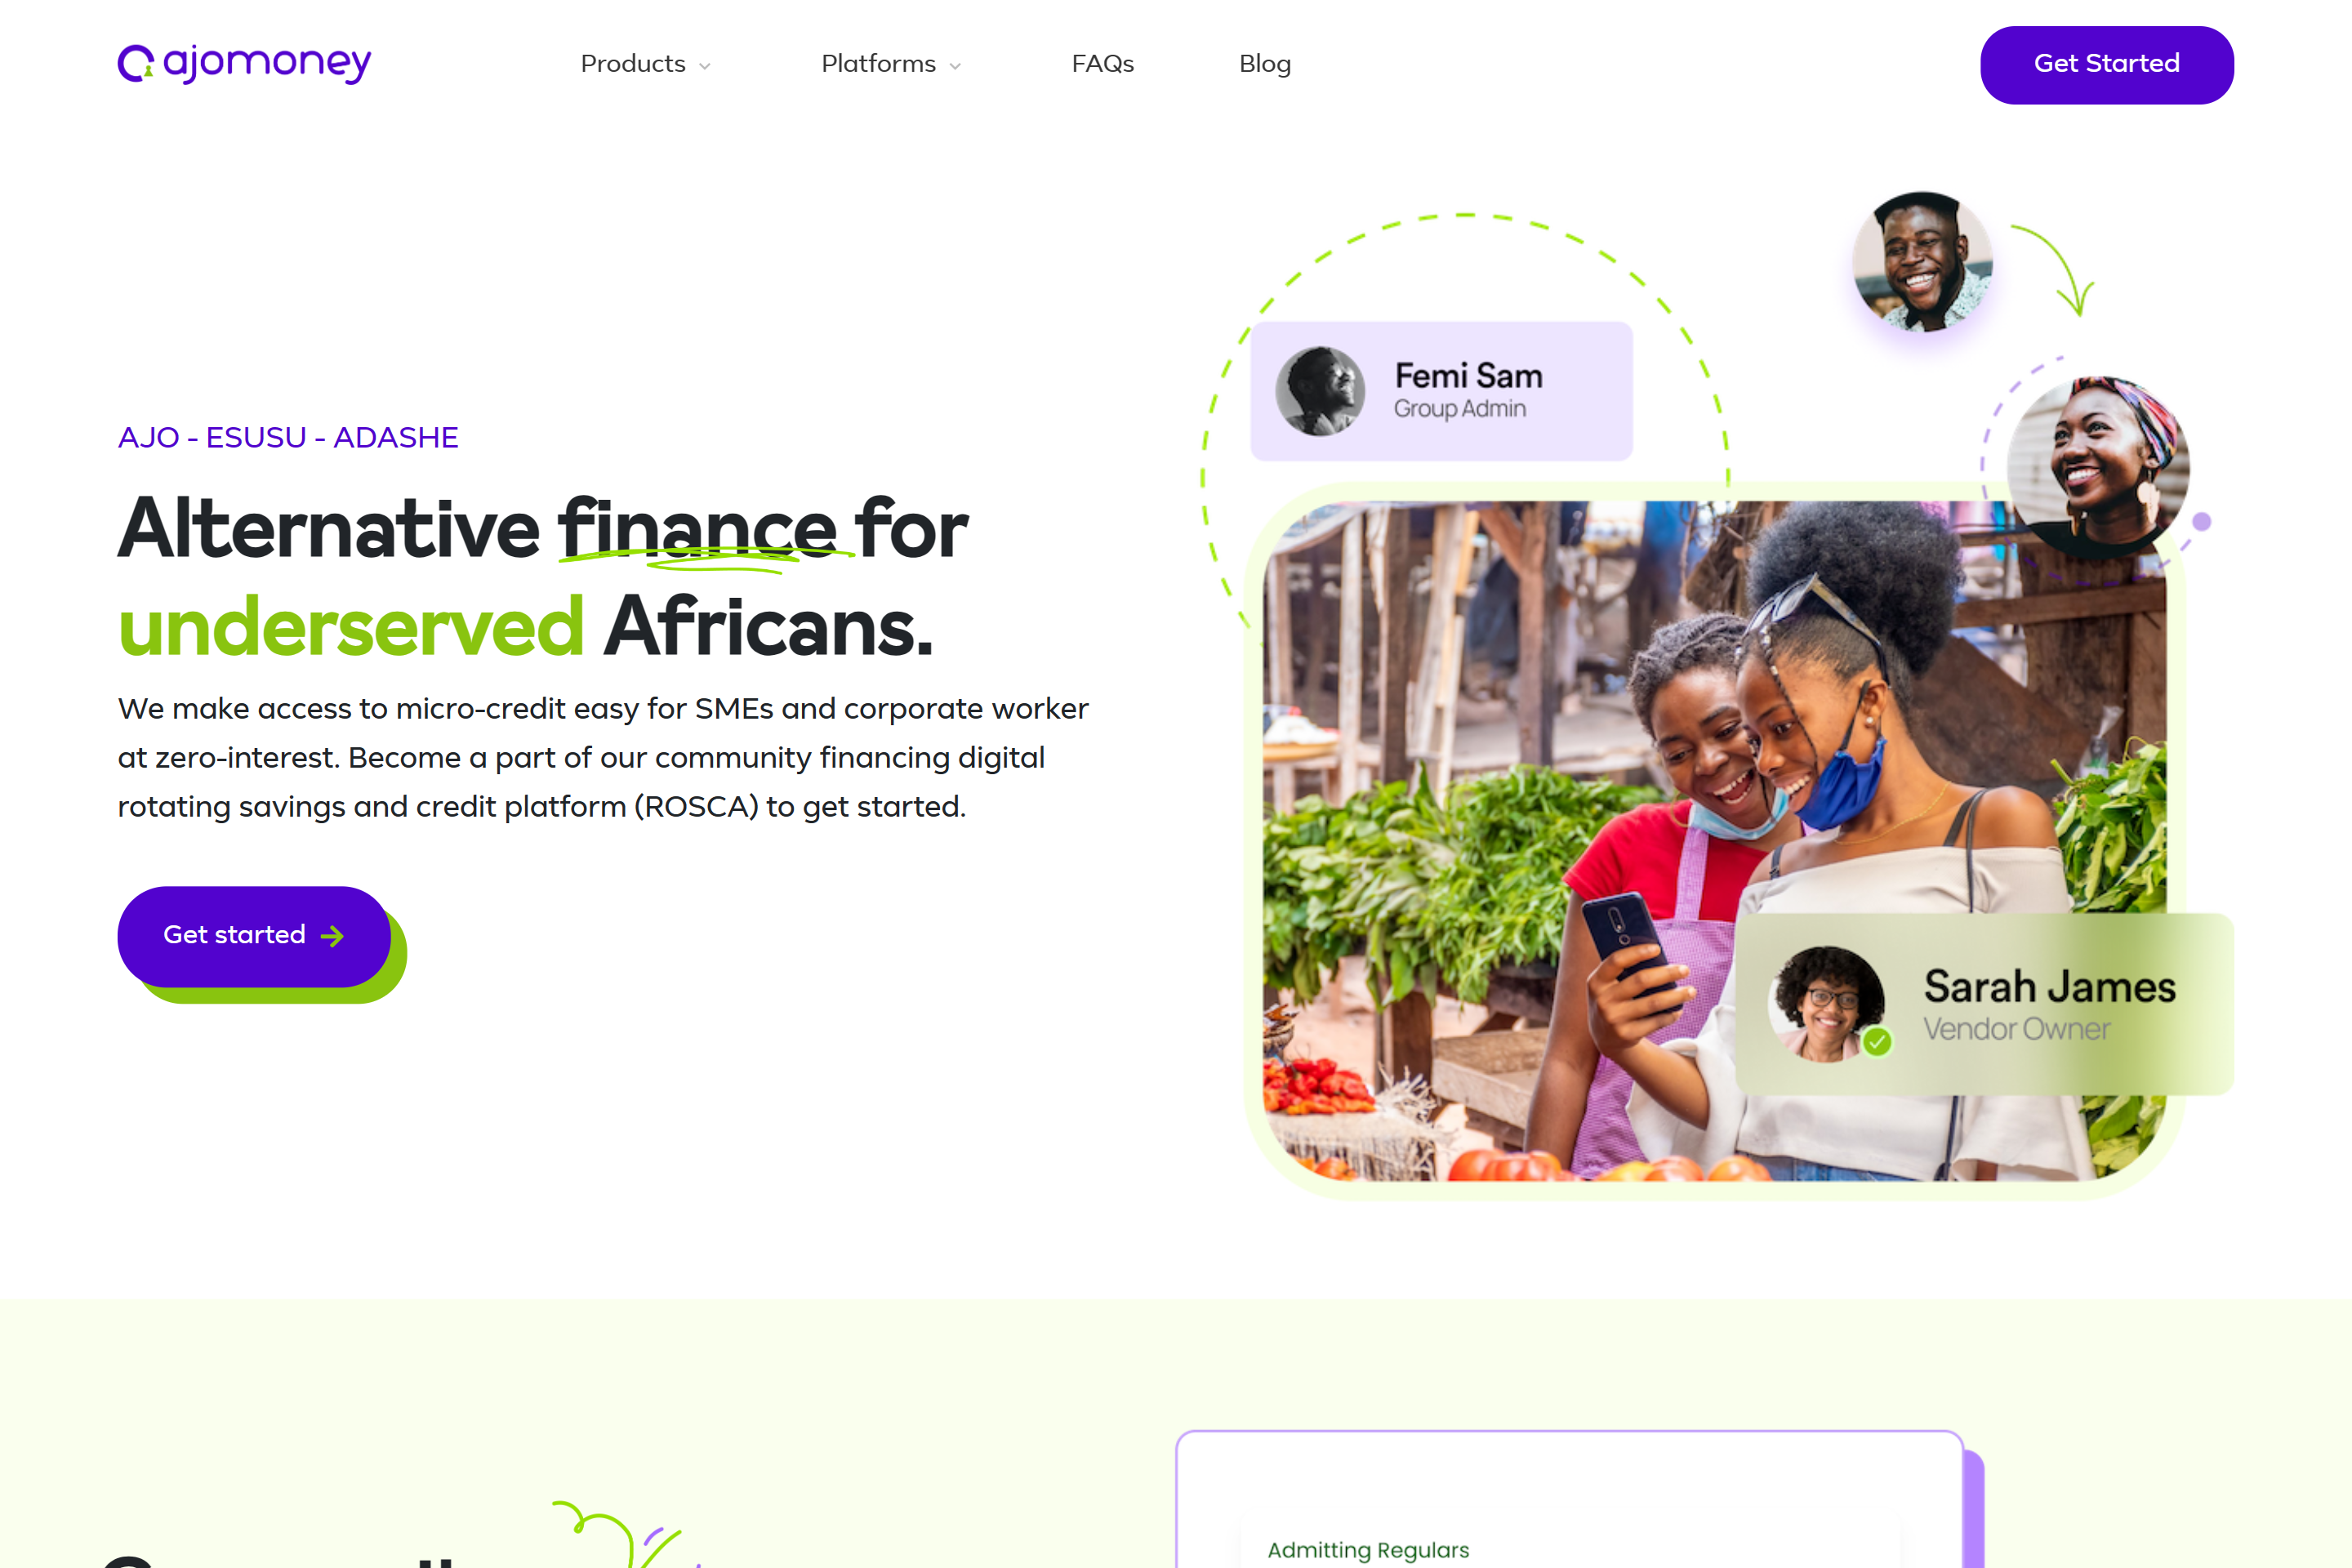 ajomoney
Products
Platforms
FAQs
Blog
Get Started
AJO - ESUSU - ADASHE
Alternative finance for
underserved Africans.
We make access to micro-credit easy for SMEs and corporate worker
at zero-interest. Become a part of our community financing digital
rotating savings and credit platform (ROSCA) to get started.
Get started
Femi Sam
Group Admin
Sarah James
Vendor Owner
Admitting Regulars